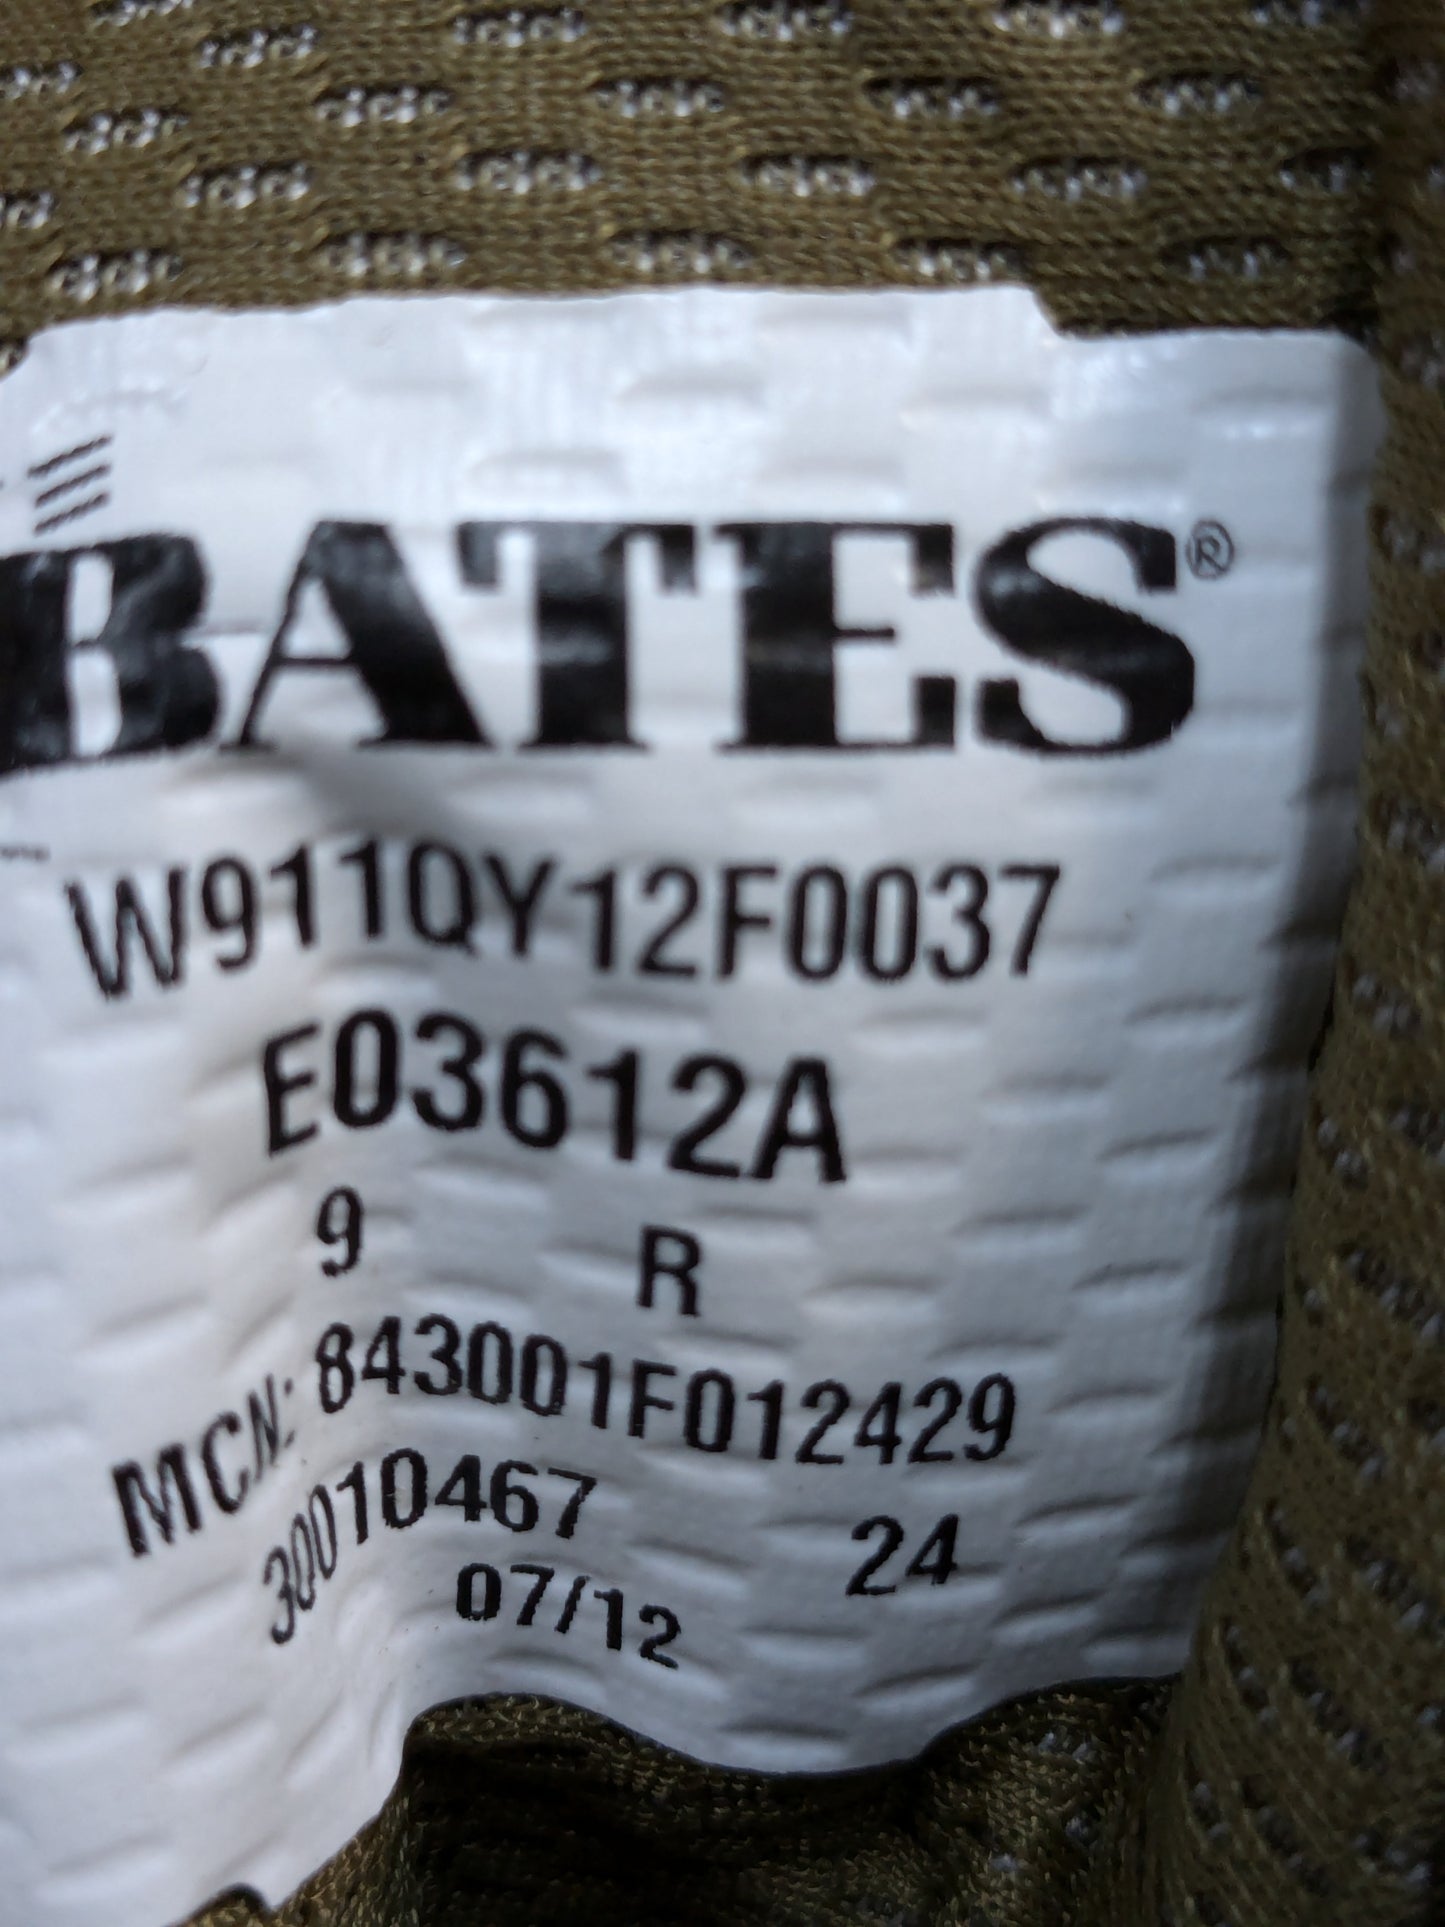 BATES®
W911QY12F0037
E03612A
9 R
MCN: 843001F012429
30010467 24
07/12